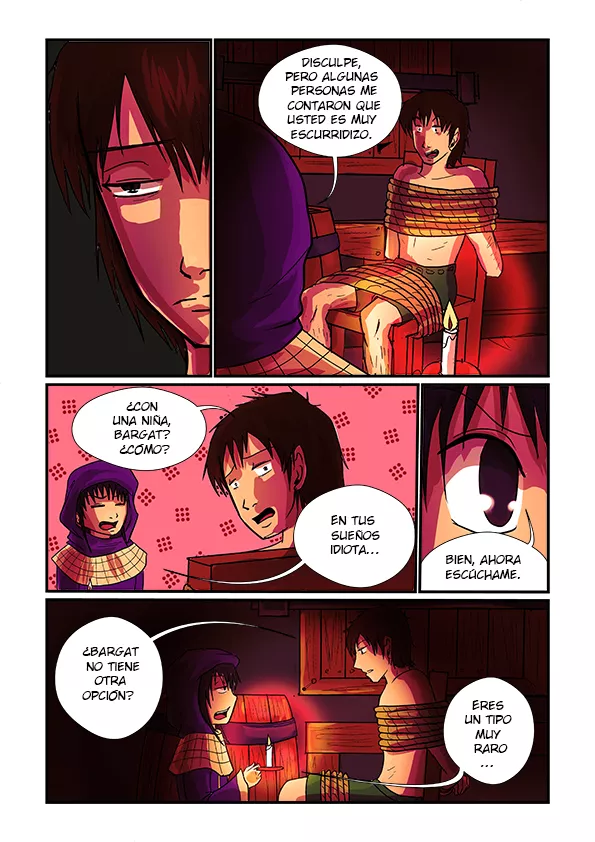 DISCULPE,
PERO ALGUNAS
PERSONAS ME
CONTARON QUE
USTED ES MUY
ESCURRIDIZO.
¿CON
UNA NIÑA,
BARGAT?
¿CÓMO?
EN TUS
SUEÑOS
IDIOTA...
BIEN, AHORA
ESCÚCHAME.
¿BARGAT
NO TIENE
OTRA
OPCIÓN?
ERES
UN TIPO
MUY
RARO
...